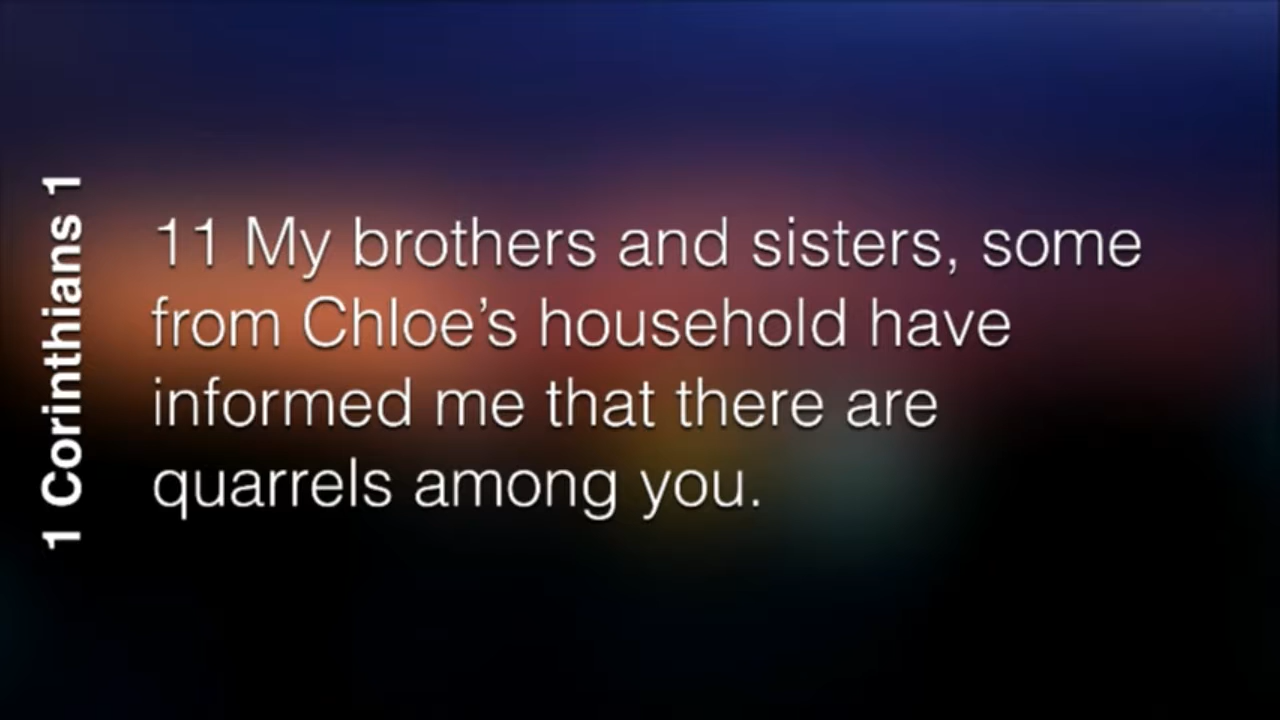 1 Corinthians 1
11 My brothers and sisters, some
from Chloe’s household have
informed me that there are
quarrels among you.